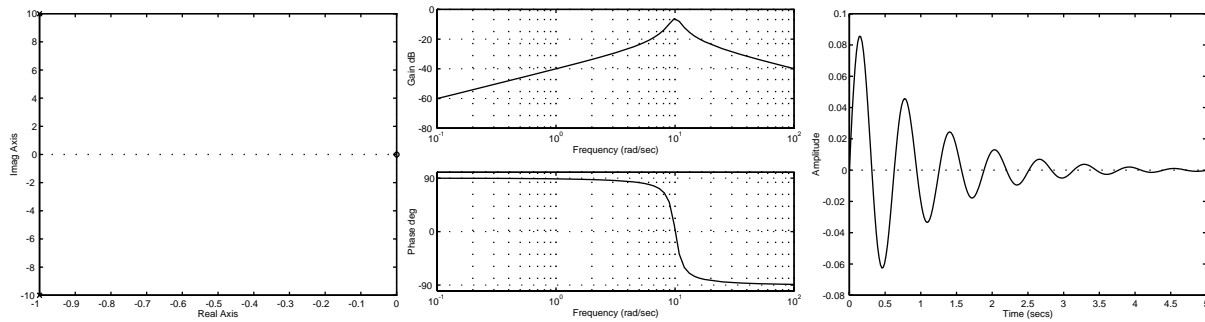 10
8
6
4
2
0
-2
-4
-6
-8
-10
Imag Axis
-1 -0.9 -0.8 -0.7 -0.6 -0.5 -0.4 -0.3 -0.2 -0.1 0
Real Axis
0
-20
-40
-60
-80
Gain dB
10^-1 10^0 10^1 10^2
Frequency (rad/sec)
90
0
-90
Phase deg
10^-1 10^0 10^1 10^2
Frequency (rad/sec)
0.1
0.08
0.06
0.04
0.02
0
-0.02
-0.04
-0.06
-0.08
Amplitude
0 0.5 1 1.5 2 2.5 3 3.5 4 4.5 5
Time (secs)